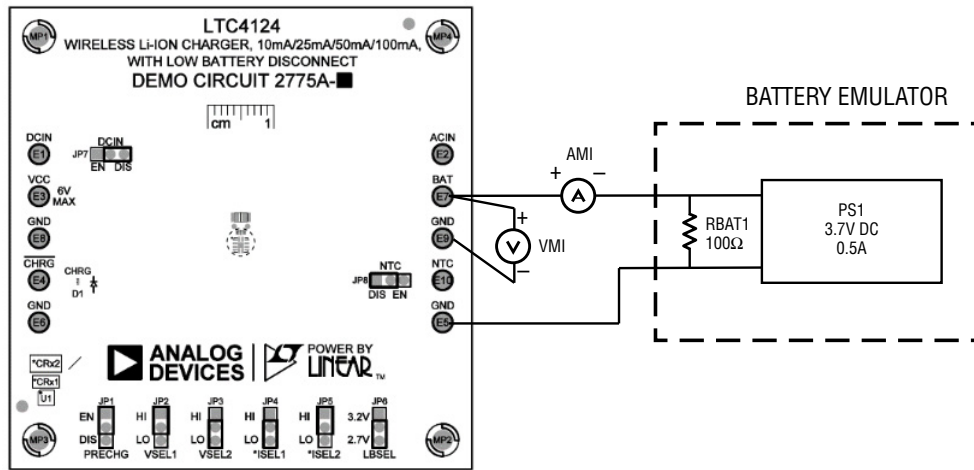 LTC4124
WIRELESS Li-ION CHARGER, 10mA/25mA/50mA/100mA,
WITH LOW BATTERY DISCONNECT
DEMO CIRCUIT 2775A-
MP1
MP4
cm 1
DCIN
E1
JP7
DCIN
EN DIS
ACIN
E2
VCC
E3
6V
MAX
BAT
E7
GND
E8
GND
E9
CHRG
E4
CHRG
D1
NTC
JP8
DIS EN
NTC
E10
GND
E6
GND
E5
ANALOG
DEVICES
POWER BY
LINEAR
TM
*CRx2
*CRx1
*U1
MP3
MP2
JP1
EN
DIS
PRECHG
JP2
HI
LO
VSEL1
JP3
HI
LO
VSEL2
JP4
HI
LO
*ISEL1
JP5
HI
LO
*ISEL2
JP6
3.2V
2.7V
LBSEL
AMI
+ A –
+
V VMI
–
BATTERY EMULATOR
RBAT1
100Ω
PS1
3.7V DC
0.5A